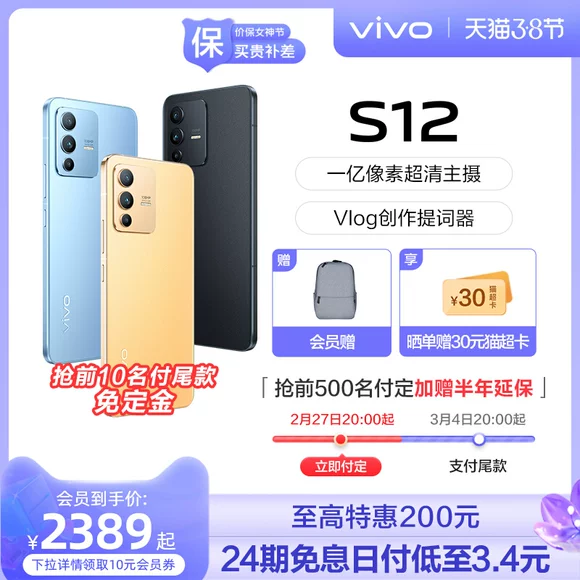 保
价保女神节
买贵补差
vivo
天猫3.8节
S12
一亿像素超清主摄
Vlog创作提词器
赠
会员赠
享
¥30
猫超卡
晒单赠30元猫超卡
vivo
抢前10名付尾款
免定金
「抢前500名付定加赠半年延保」
2月27日20:00起
3月4日20:00起
立即付定
支付尾款
会员到手价:
¥2389起
下拉详情领取10元会员券
至高特惠200元
24期免息日付低至3.4元